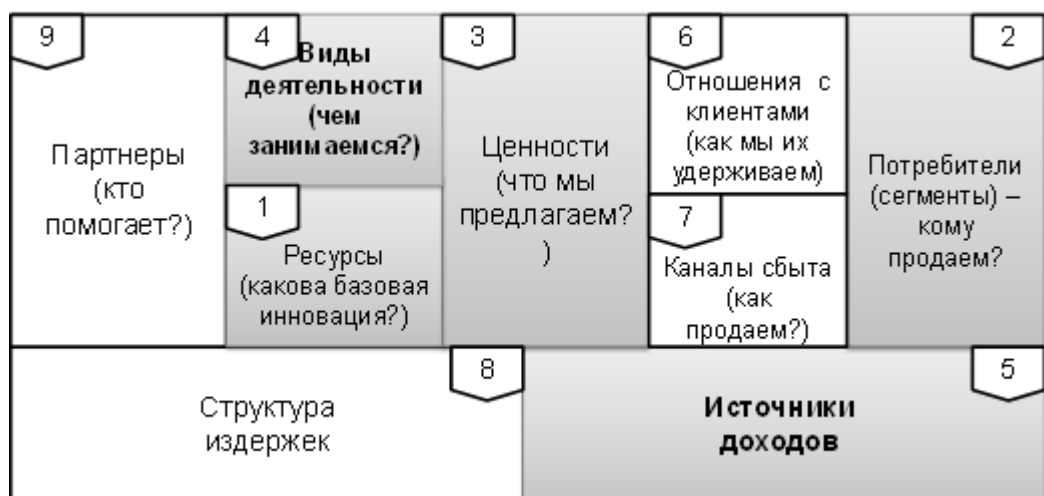 9
Партнеры
(кто
помогает?)
4
Виды
деятельности
(чем
занимаемся?)
1
Ресурсы
(какова базовая
инновация?)
3
Ценности
(что мы
предлагаем?
)
6
Отношения с
клиентами
(как мы их
удерживаем)
7
Каналы сбыта
(как
продаем?)
2
Потребители
(сегменты) –
кому
продаем?
8
Структура
издержек
5
Источники
доходов